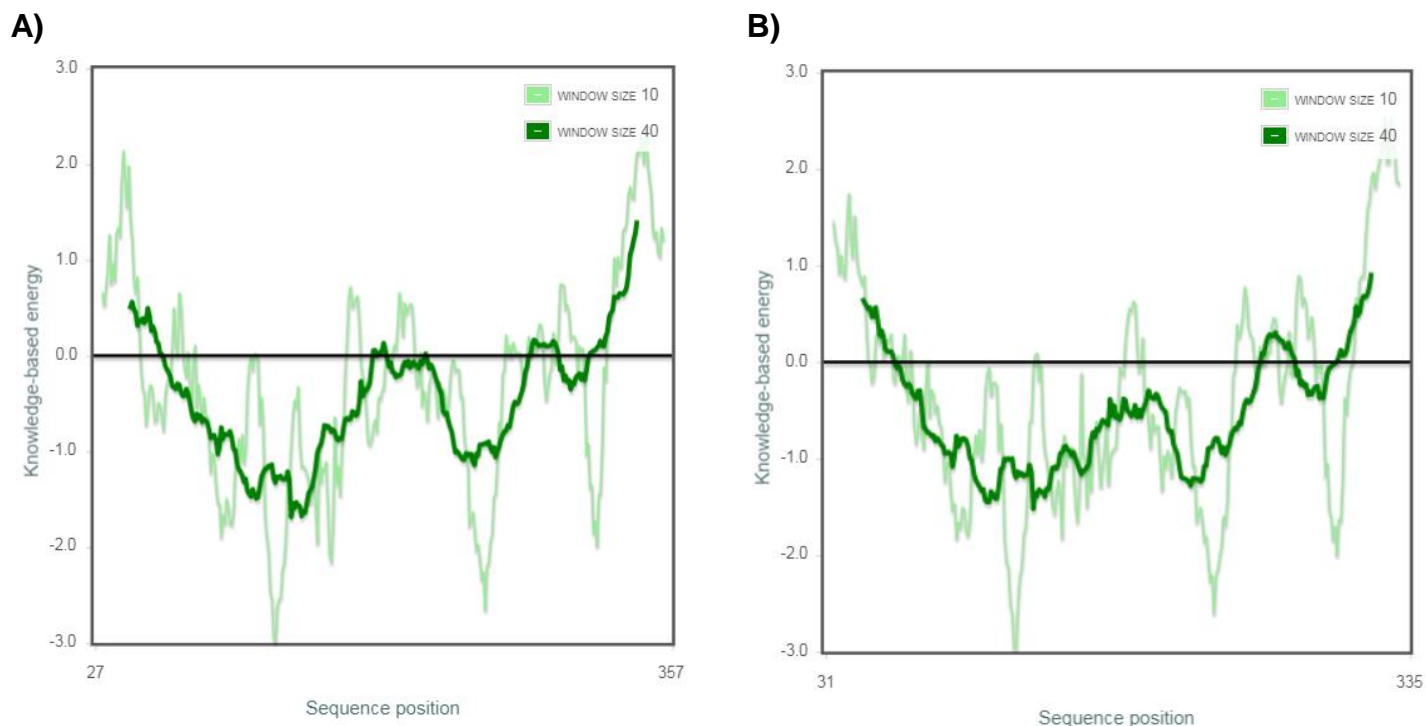 A)
3.0
2.0
1.0
0.0
-1.0
-2.0
-3.0
Knowledge-based energy
WINDOW SIZE 10
WINDOW SIZE 40
27
357
Sequence position
B)
3.0
2.0
1.0
0.0
-1.0
-2.0
-3.0
Knowledge-based energy
WINDOW SIZE 10
WINDOW SIZE 40
31
335
Sequence position